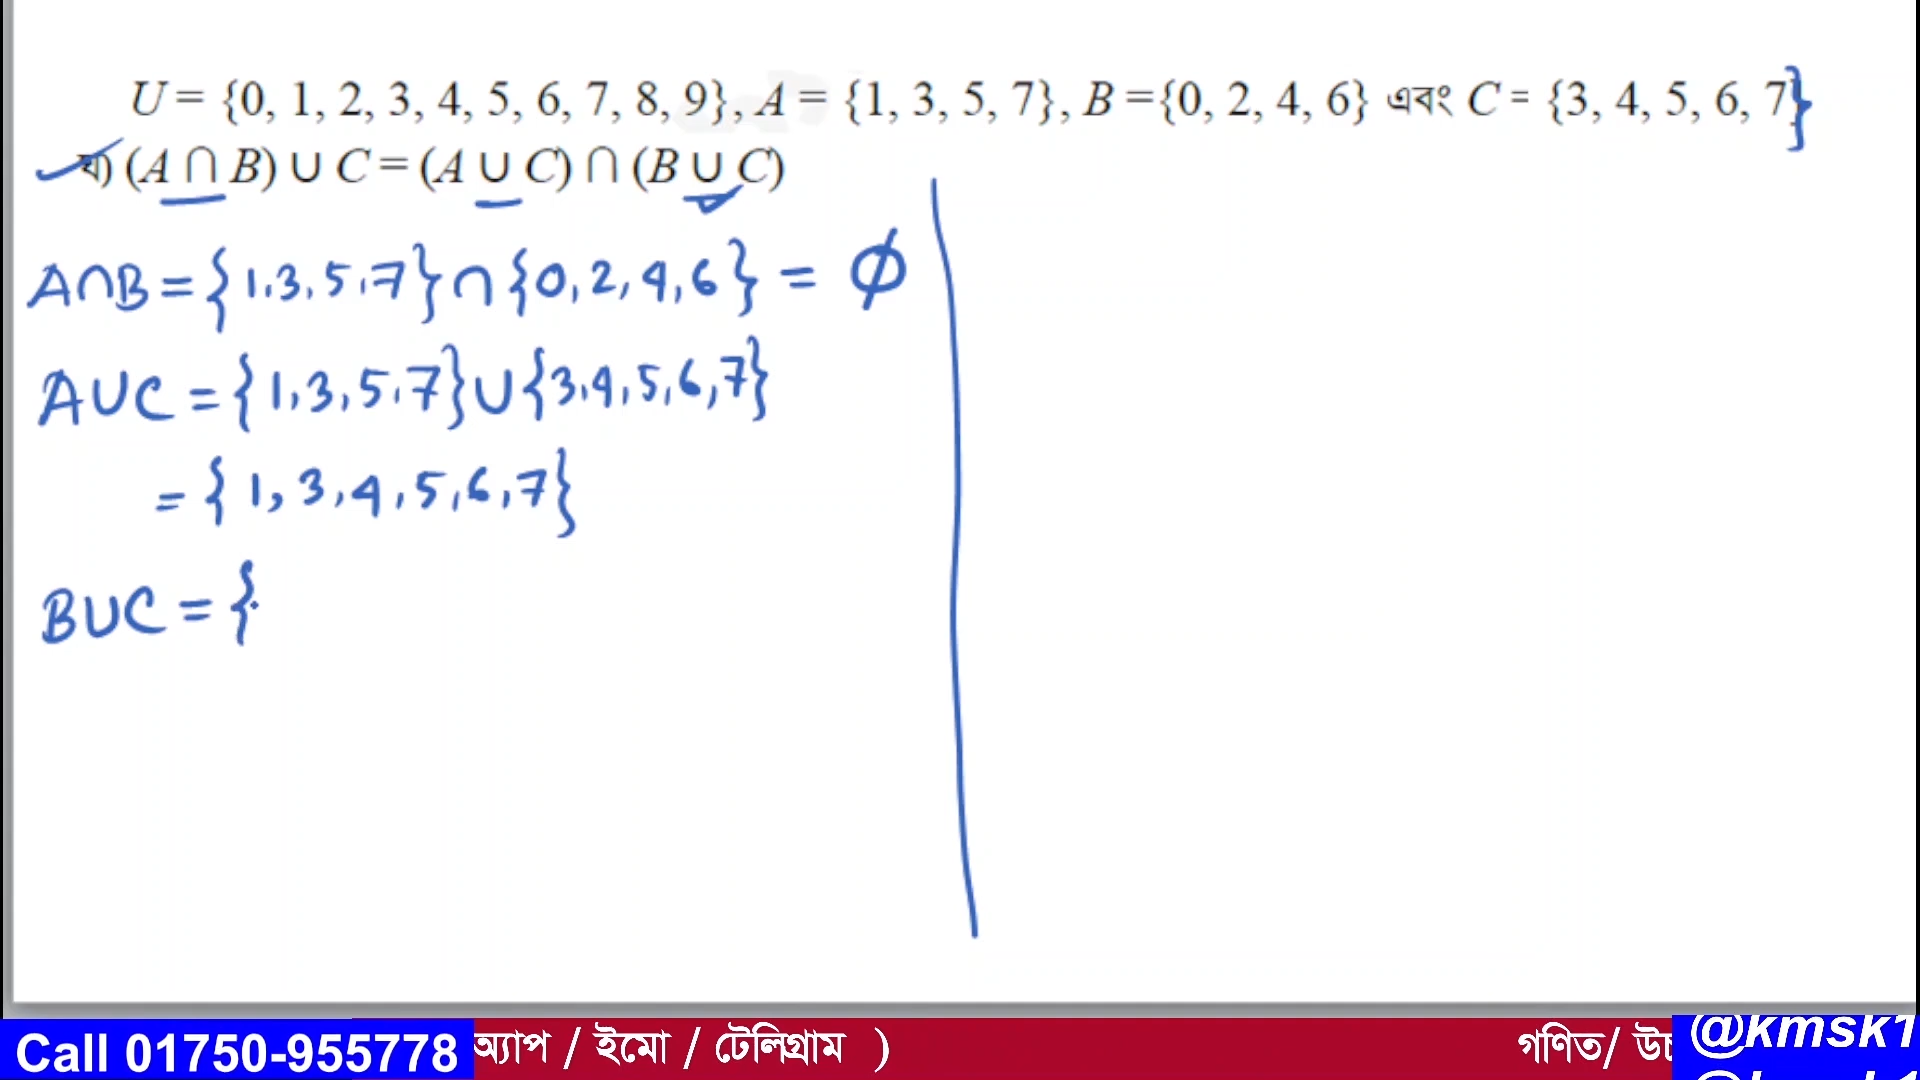 U = {0, 1, 2, 3, 4, 5, 6, 7, 8, 9}, A = {1, 3, 5, 7}, B ={0, 2, 4, 6} এবং C = {3, 4, 5, 6, 7}
(A ∩ B) ∪ C = (A ∪ C) ∩ (B ∪ C)
A∩B = {1,3,5,7}∩{0,2,4,6} = ∅
A∪C = {1,3,5,7}∪{3,4,5,6,7}
= {1,3,4,5,6,7}
B∪C = {
Call 01750-955778 অ্যাপ / ইমো / টেলিগ্রাম ) গণিত/ @kmsk1